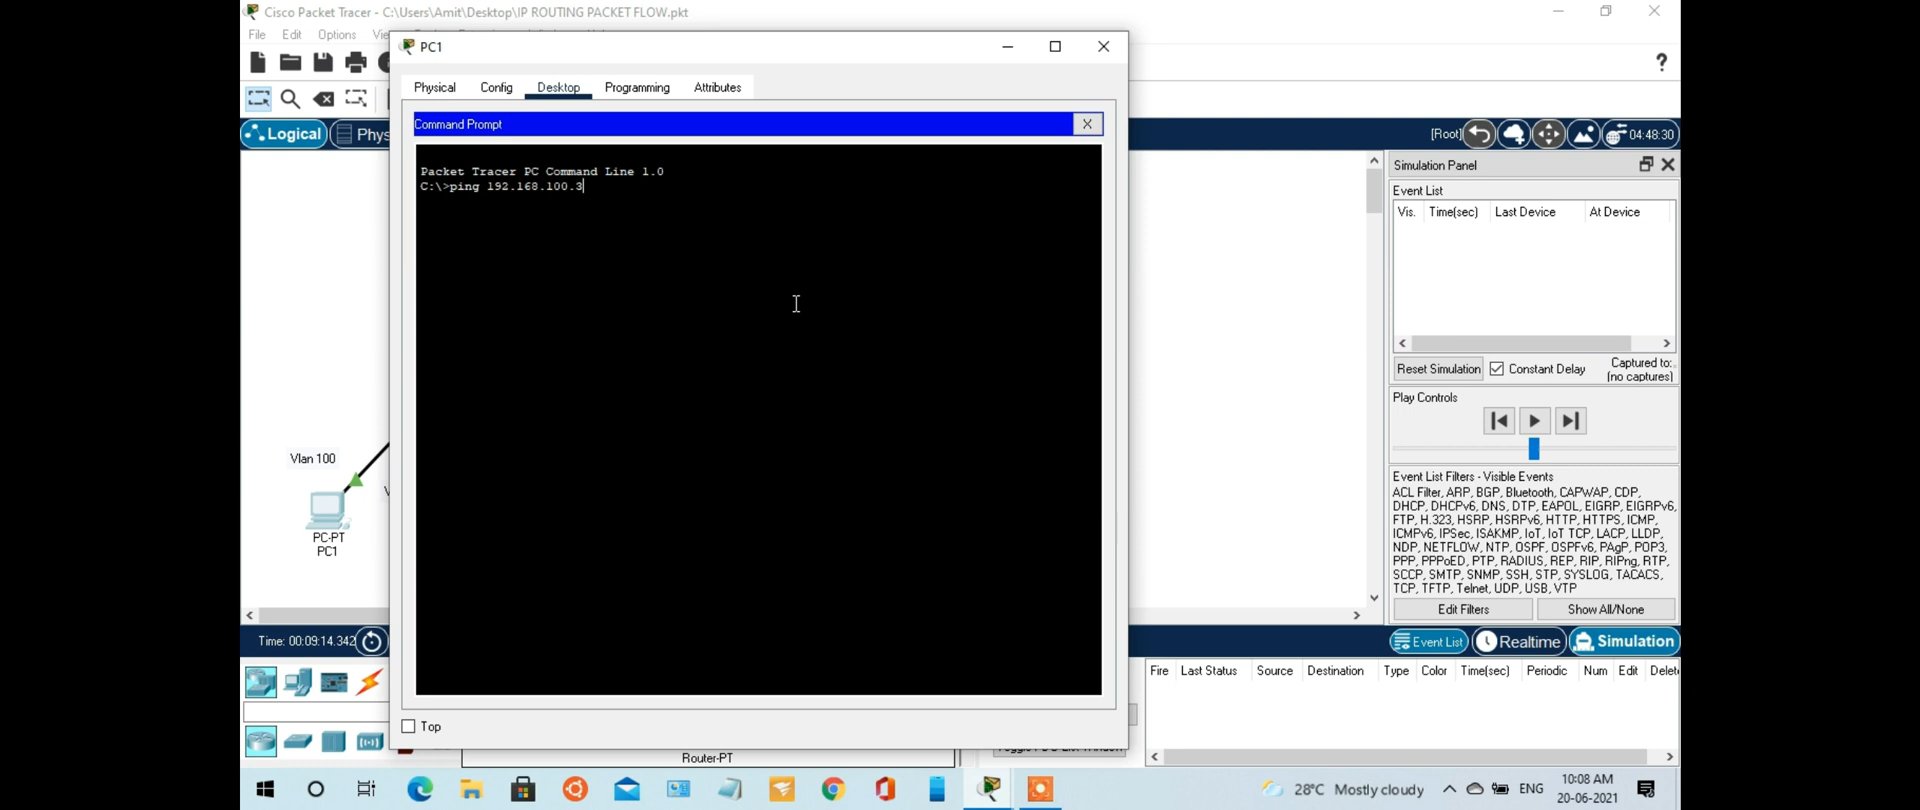 Cisco Packet Tracer - C:\Users\Amit\Desktop\IP ROUTING PACKET FLOW.pkt
File Edit Options
PC1
Physical Config Desktop Programming Attributes
Command Prompt
X
Packet Tracer PC Command Line 1.0
C:\>ping 192.168.100.3
Logical
[Root]
04:48:30
Simulation Panel
Event List
Vis. Time(sec) Last Device At Device
Reset Simulation Constant Delay
Captured to:
(no captures)
Play Controls
Event List Filters - Visible Events
ACL Filter, ARP, BGP, Bluetooth, CAPWAP, CDP,
DHCP, DHCPv6, DNS, DTP, EAPOL, EIGRP, EIGRPv6,
FTP, H.323, HSRP, HSRPv6, HTTP, HTTPS, ICMP,
ICMPv6, IPSec, ISAKMP, IoT, IoT TCP, LACP, LLDP,
NDP, NETFLOW, NTP, OSPF, OSPFv6, PAgP, POP3,
PPP, PPPoED, PTP, RADIUS, REP, RIP, RIPng, RTP,
SCCP, SMTP, SNMP, SSH, STP, SYSLOG, TACACS,
TCP, TFTP, Telnet, UDP, USB, VTP
Edit Filters Show All/None
Vlan 100
PC-PT
PC1
Time: 00:09:14.342
Event List Realtime Simulation
Fire Last Status Source Destination Type Color Time(sec) Periodic Num Edit
Top
Router-PT
28°C Mostly cloudy
ENG
10:08 AM
20-06-2021